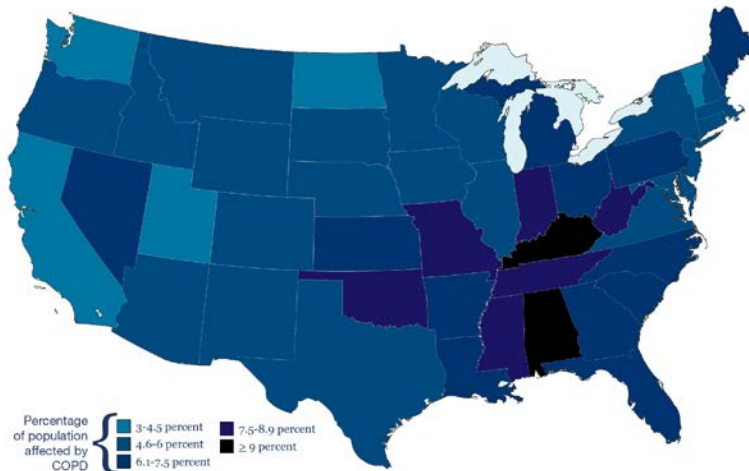 Percentage
of population
affected by
COPD
3-4.5 percent
4.6-6 percent
6.1-7.5 percent
7.5-8.9 percent
≥ 9 percent